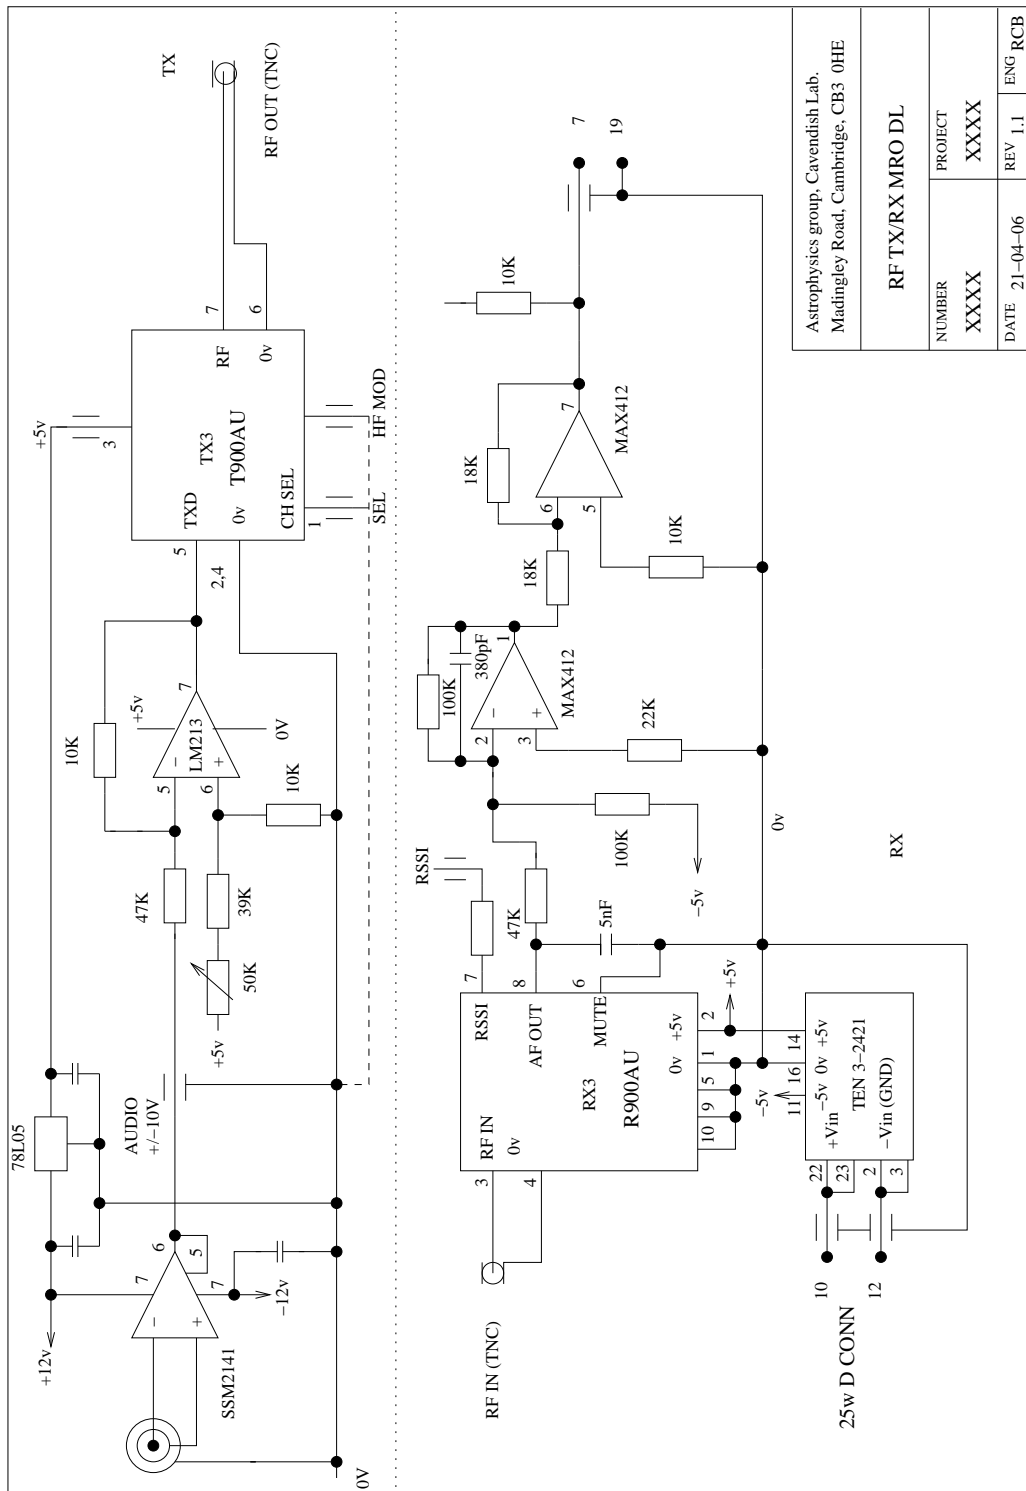 +12v
78L05
+5v
TX
7
SSM2141
6
5
7
−12v
−
+
0V
AUDIO
+/−10V
+5v
50K
47K
39K
10K
10K
5
6
−
+
LM213
7
+5v
0V
5
2,4
3
TXD
0v
CH SEL
1
TX3
T900AU
RF
0v
7
6
SEL
HF MOD
RF OUT (TNC)
RF IN (TNC)
3
4
RF IN
0v
RX3
R900AU
RSSI
AF OUT
MUTE
7
8
6
0v
+5v
10
9
5
1
2
+5v
RSSI
47K
5nF
100K
−5v
100K
380pF
2
3
−
+
1
MAX412
22K
18K
18K
6
5
7
MAX412
10K
10K
7
19
0v
RX
−5v
11
16
14
−5v
0v
+5v
TEN 3−2421
+Vin
−Vin (GND)
22
23
2
3
10
12
25w D CONN
Astrophysics group, Cavendish Lab.
Madingley Road, Cambridge, CB3 0HE
RF TX/RX MRO DL
NUMBER
XXXX
PROJECT
XXXX
DATE 21−04−06
REV 1.1
ENG RCB